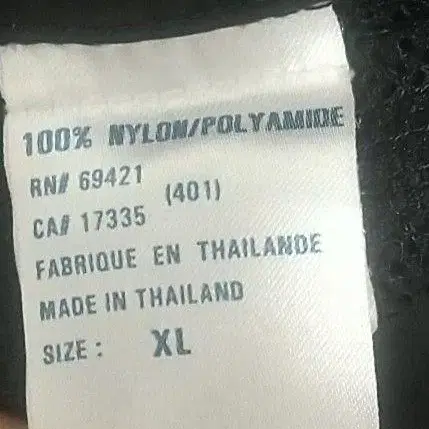 100% NYLON/POLYAMIDE
RN# 69421
(401)
CA# 17335
FABRIQUE EN THAILANDE
MADE IN THAILAND
SIZE: XL